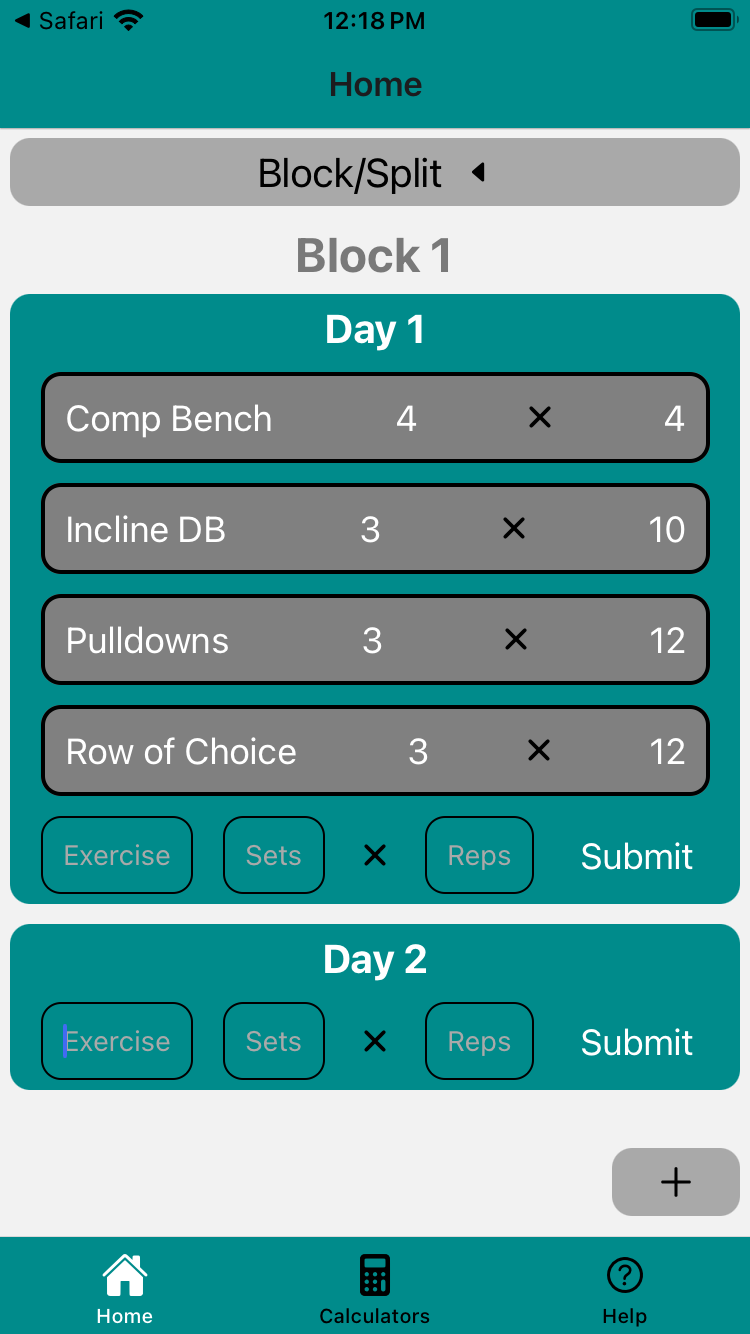 Safari 12:18 PM
Home
Block/Split
Block 1
Day 1
Comp Bench 4 × 4
Incline DB 3 × 10
Pulldowns 3 × 12
Row of Choice 3 × 12
Exercise Sets × Reps Submit
Day 2
Exercise Sets × Reps Submit
+
Home Calculators Help